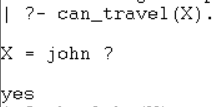 | ?- can_travel(X).
X = john ?
yes